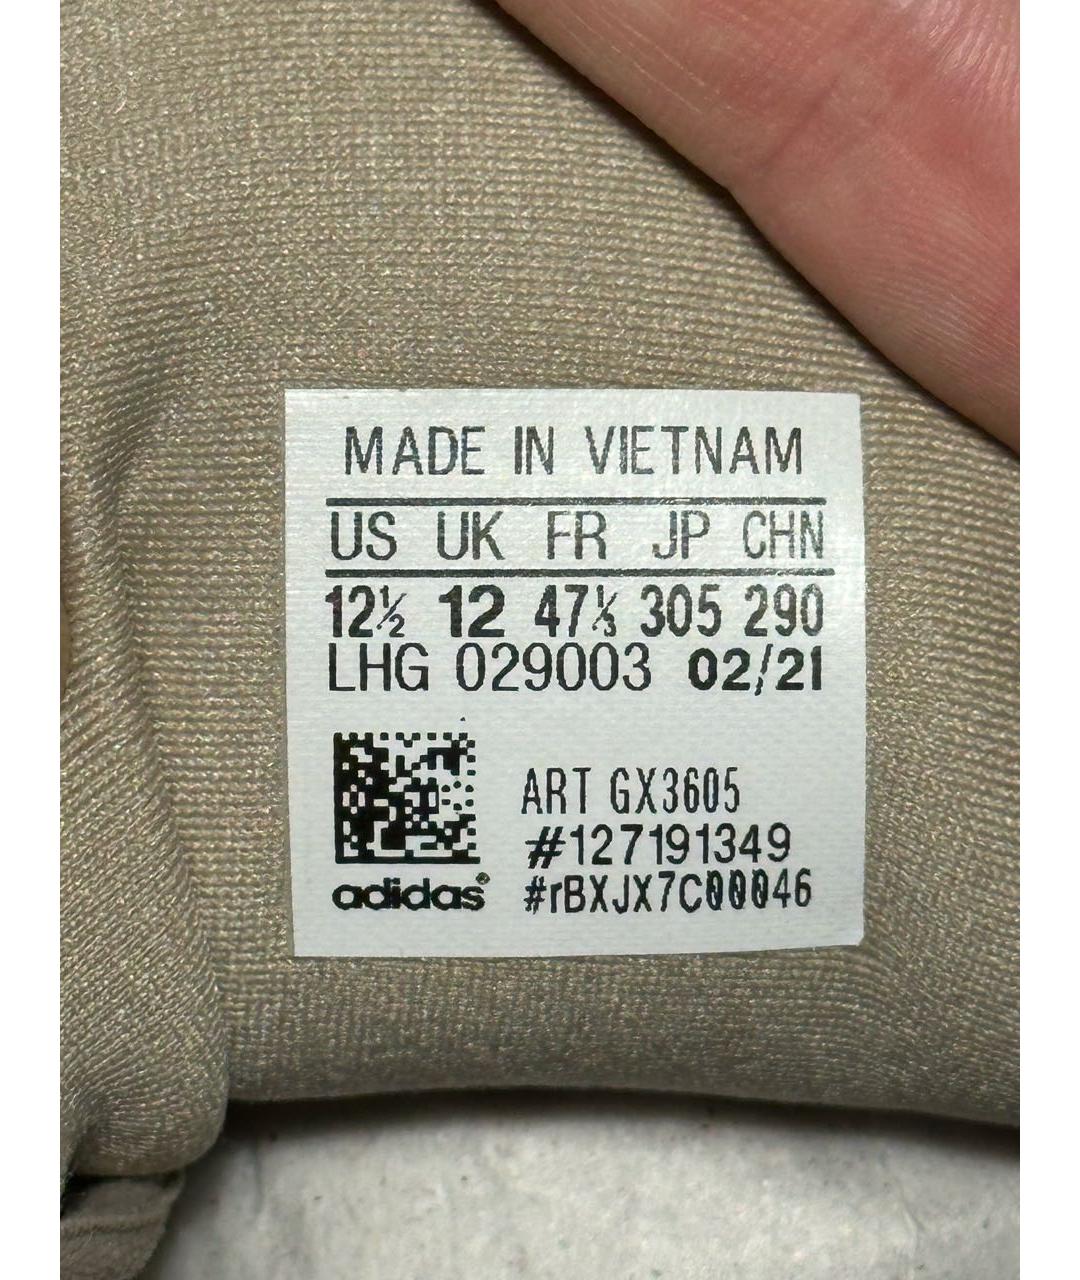 MADE IN VIETNAM
US UK FR JP CHN
12½ 12 47⅓ 305 290
LHG 029003 02/21
ART GX3605
#127191349
adidas® #rBXJX7C00046